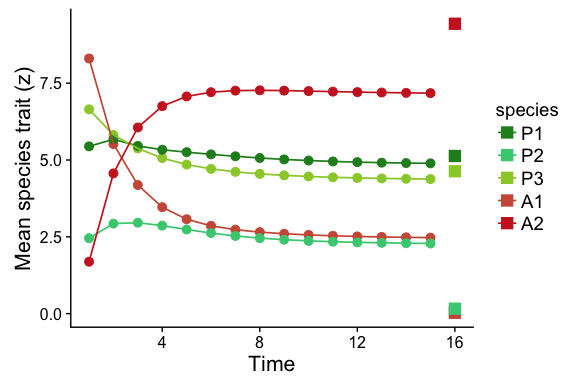 Mean species trait (z)
7.5
5.0
2.5
0.0
4
8
12
16
Time
species
P1
P2
P3
A1
A2